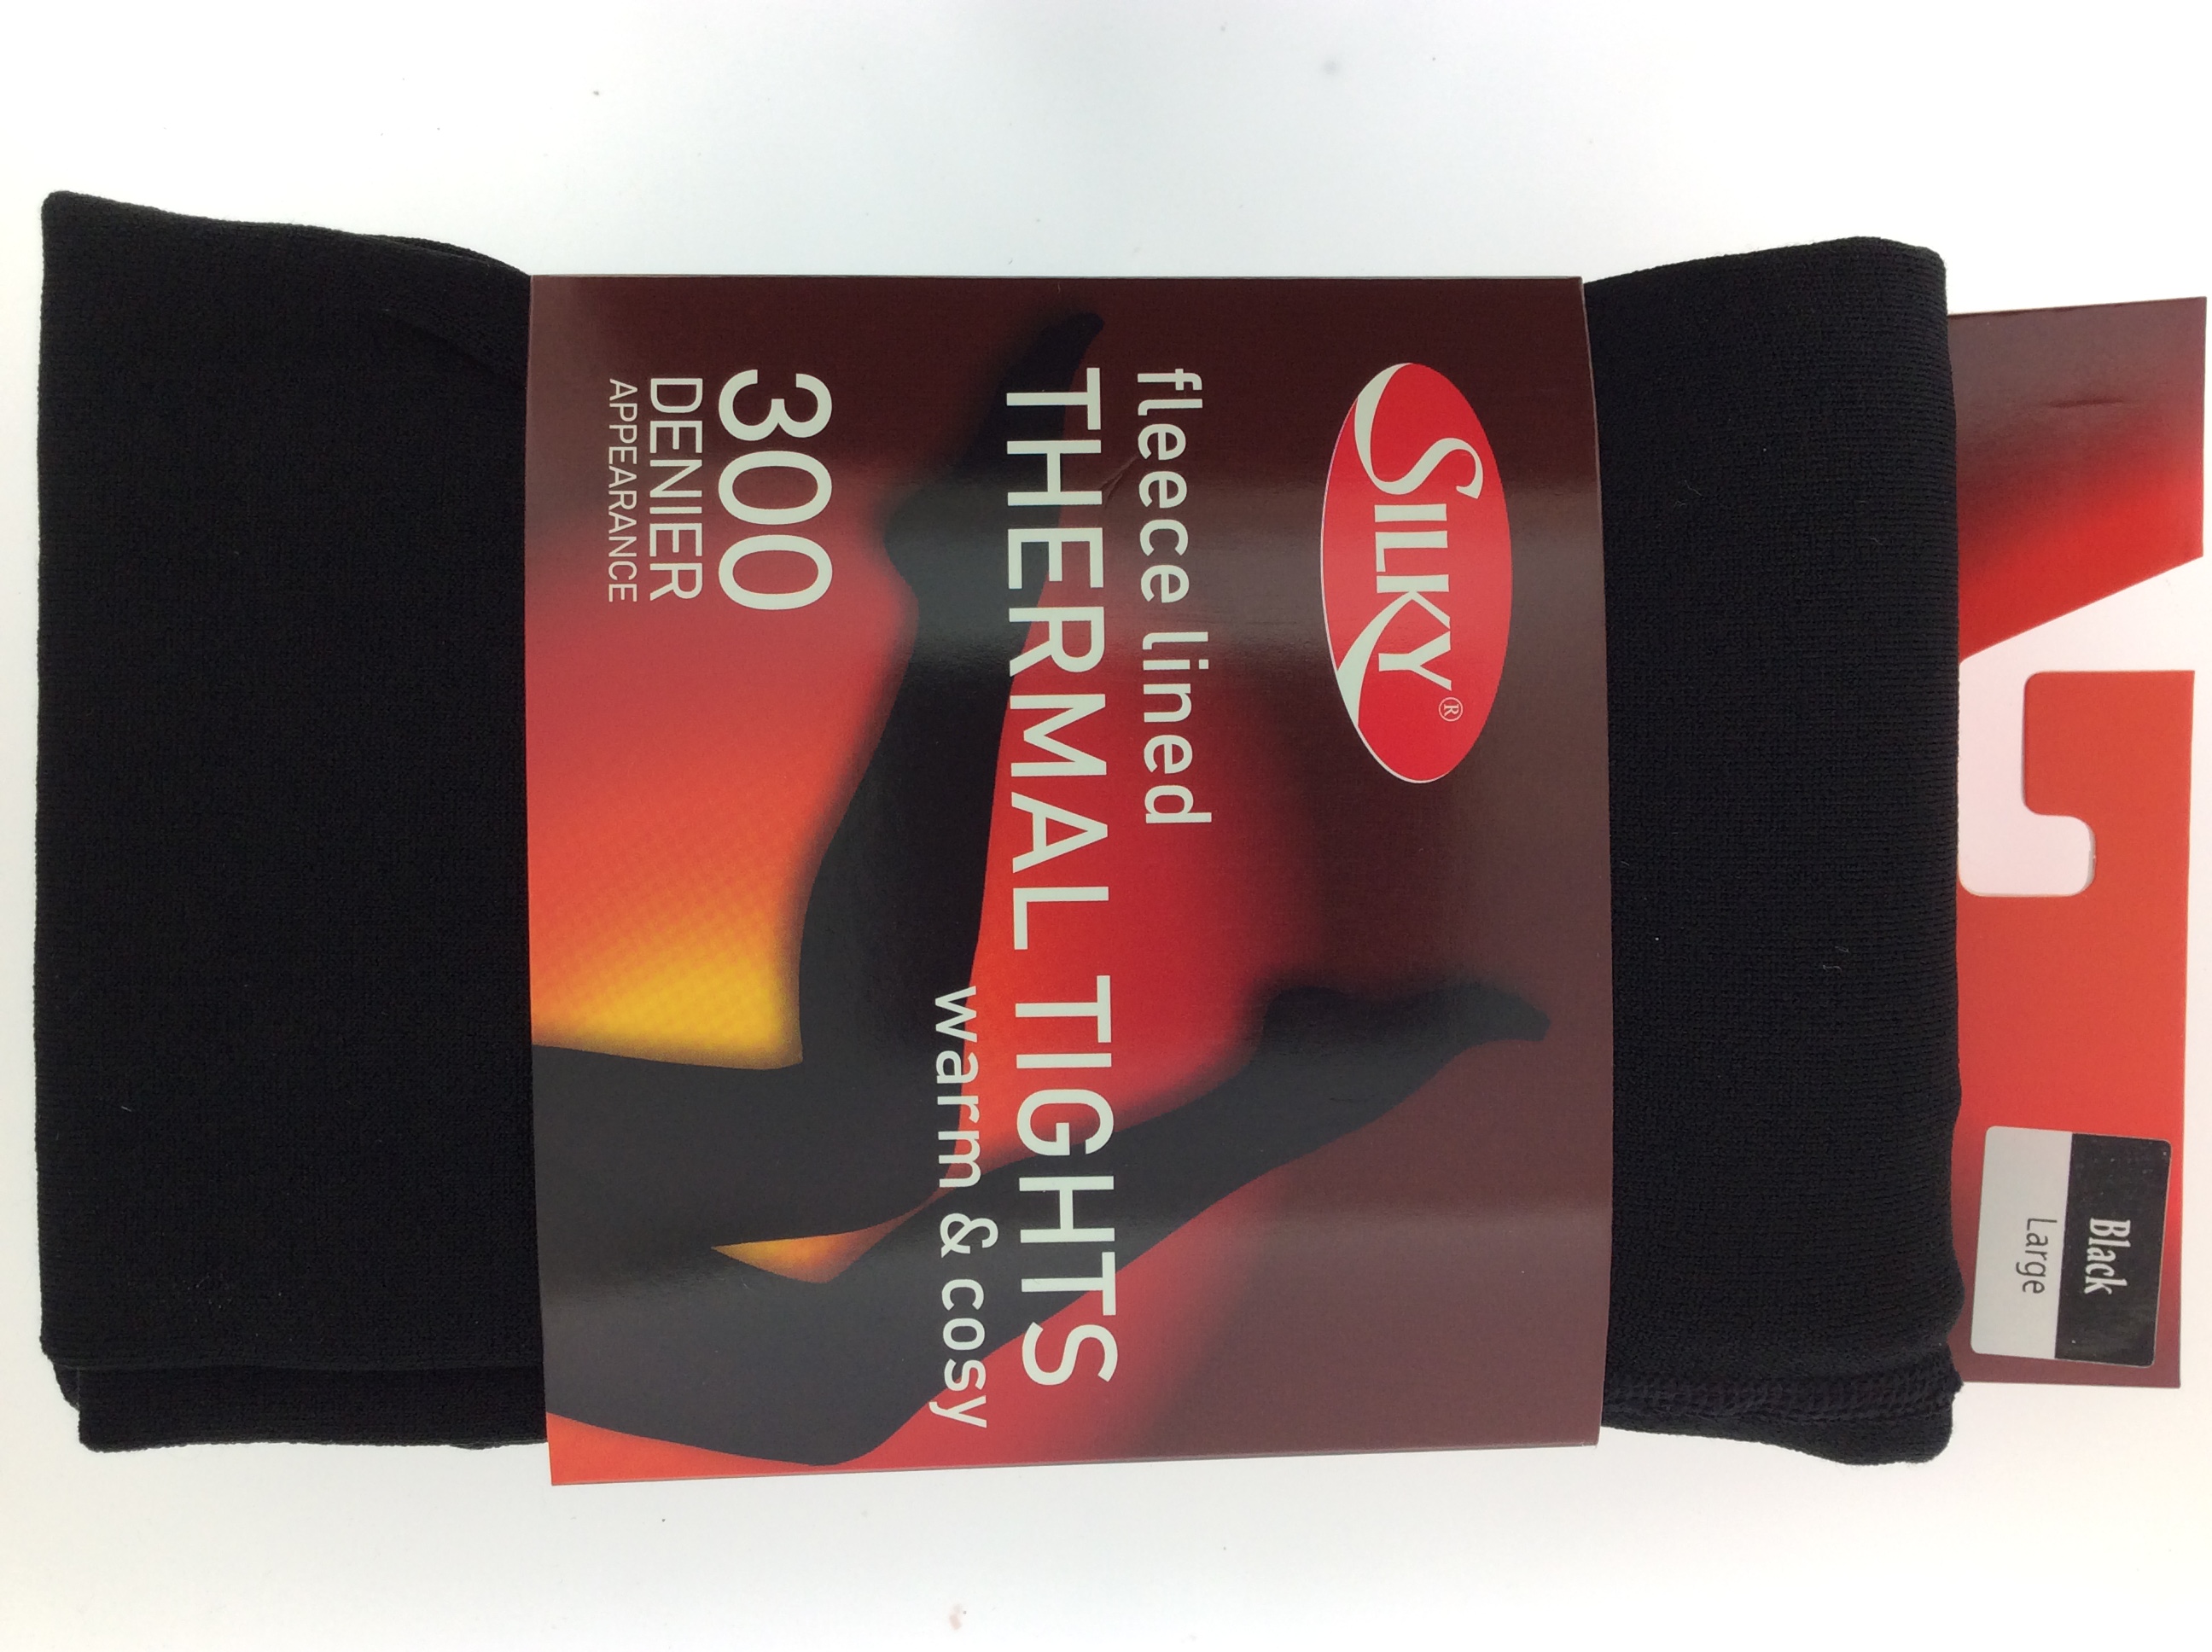 Black
Large
SILKY®
fleece lined
THERMAL TIGHTS
warm & cosy
300
DENIER
APPEARANCE